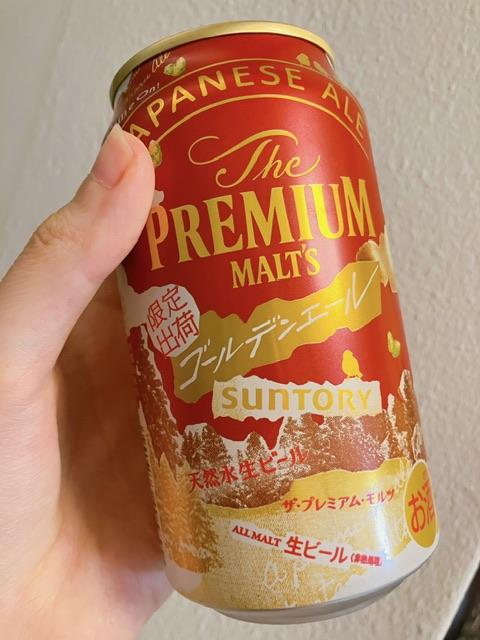 JAPANESE ALE
The
PREMIUM
MALT'S
限定
出荷
ゴールデンエール
SUNTORY
天然水生ビール
ザ・プレミアム・モルツ
お酒
ALL MALT 生ビール(非熱処理)